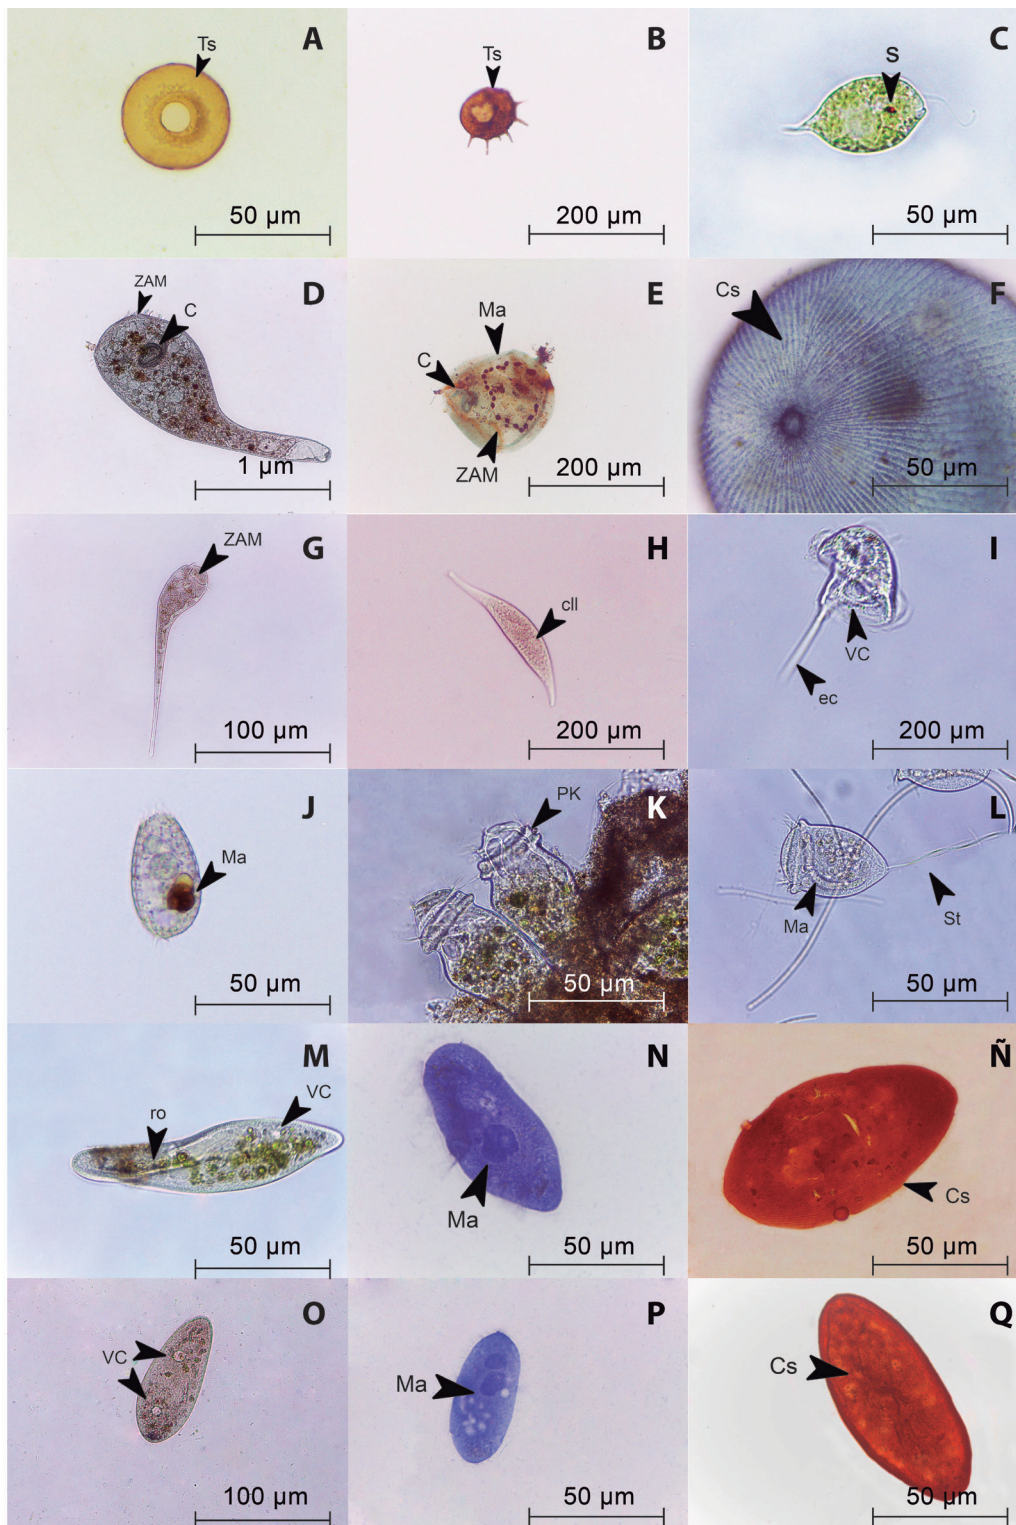 A
Ts
50 µm
B
Ts
200 µm
C
S
50 µm
D
ZAM
C
1 µm
E
Ma
C
ZAM
200 µm
F
Cs
50 µm
G
ZAM
100 µm
H
cll
200 µm
I
VC
ec
200 µm
J
Ma
50 µm
K
PK
50 µm
L
Ma
St
50 µm
M
VC
ro
50 µm
N
Ma
50 µm
Ñ
Cs
50 µm
O
VC
100 µm
P
Ma
50 µm
Q
Cs
50 µm